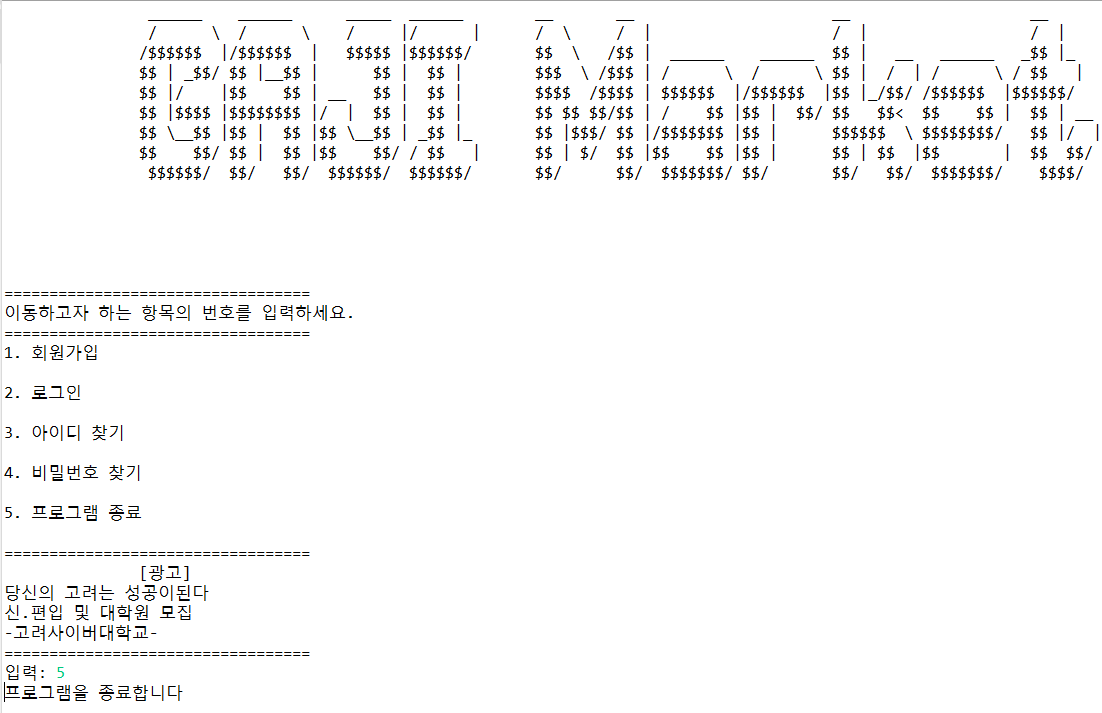 GAJI Market
=================================
이동하고자 하는 항목의 번호를 입력하세요.
=================================
1. 회원가입
2. 로그인
3. 아이디 찾기
4. 비밀번호 찾기
5. 프로그램 종료
=================================
[광고]
당신의 고려는 성공이된다
신.편입 및 대학원 모집
-고려사이버대학교-
=================================
입력: 5
프로그램을 종료합니다